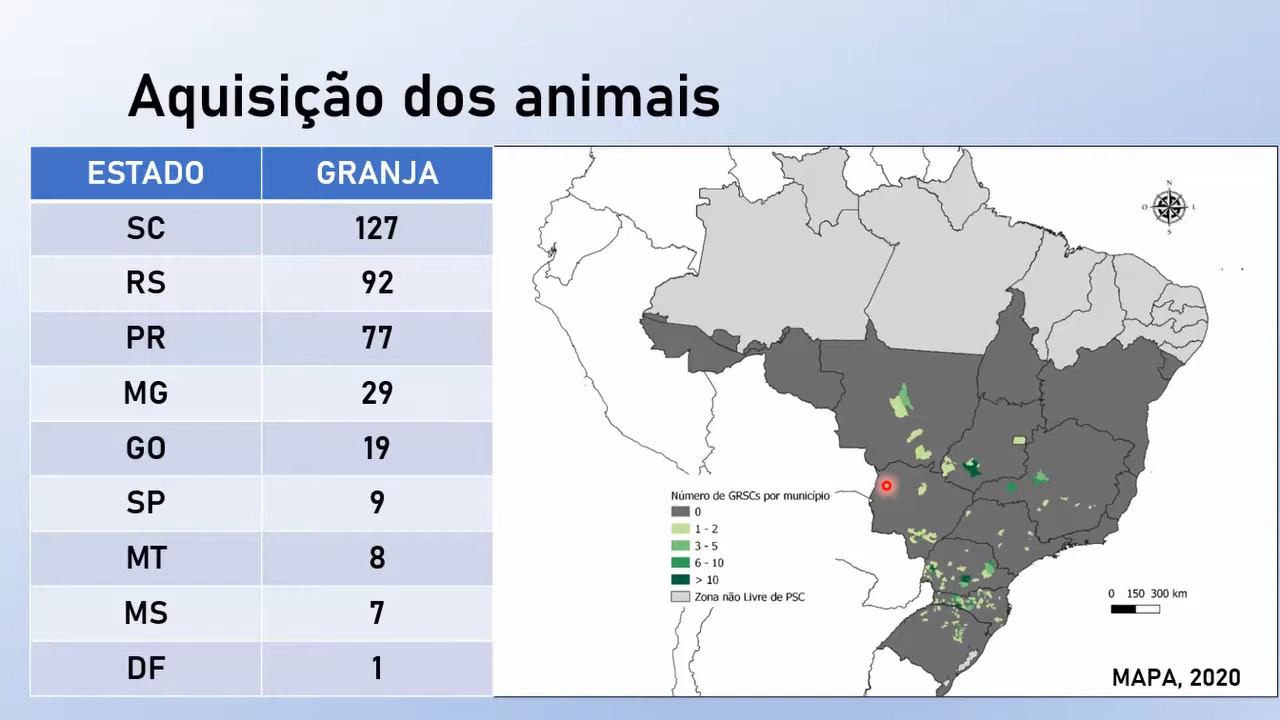 Aquisição dos animais
ESTADO GRANJA
SC 127
RS 92
PR 77
MG 29
GO 19
SP 9
MT 8
MS 7
DF 1
N
O L
S
Número de GRSCs por município
0
1 - 2
3 - 5
6 - 10
> 10
Zona não Livre de PSC
0 150 300 km
MAPA, 2020